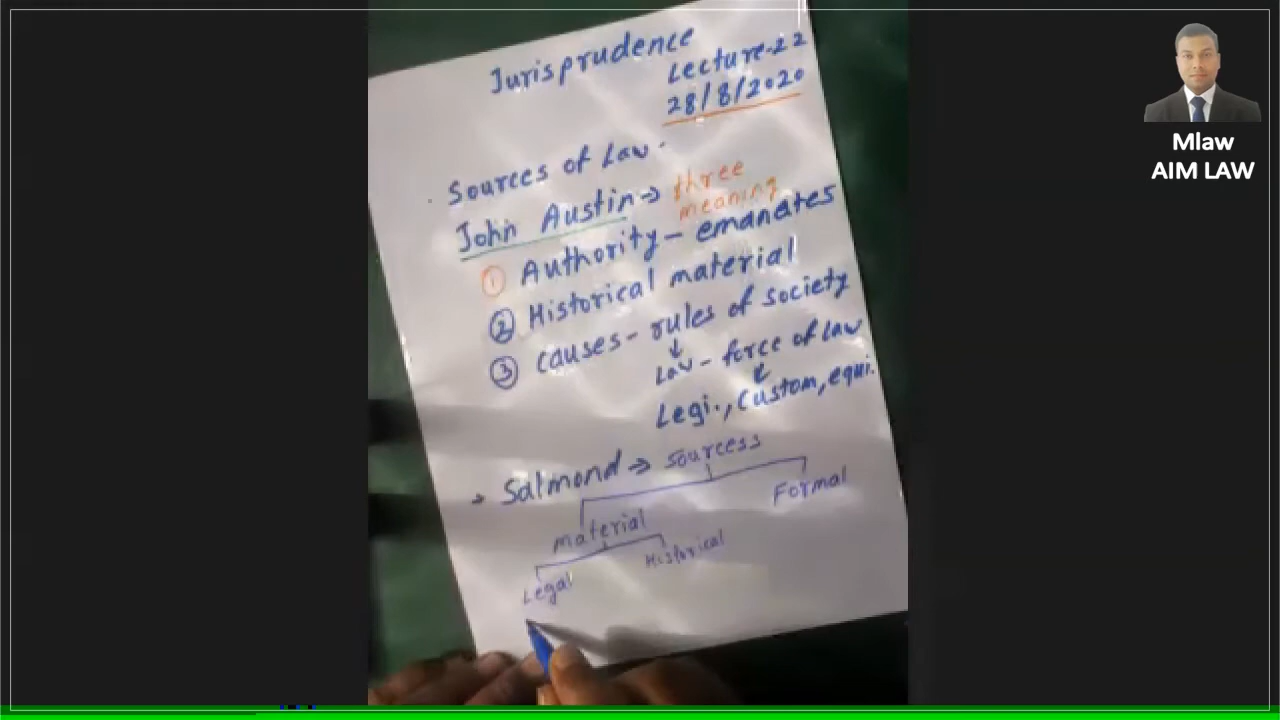 Jurisprudence
Lecture-22
28/8/2020
Sources of Law.
John Austin → three
meaning
① Authority - emanates
② Historical material
③ causes - rules of society
Law - force of Law
Legi., Custom, equi.
→ Salmond → Sourcess
material Formal
Legal Historical
Mlaw
AIM LAW